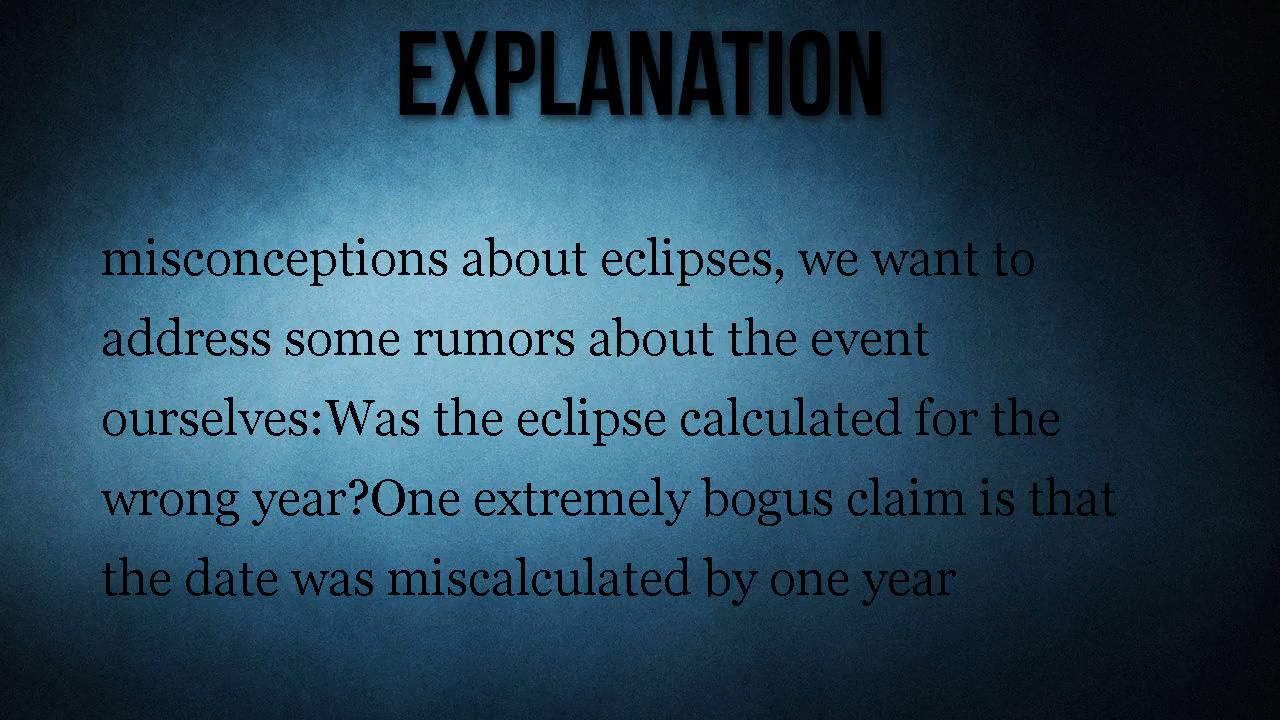 EXPLANATION
misconceptions about eclipses, we want to
address some rumors about the event
ourselves:Was the eclipse calculated for the
wrong year?One extremely bogus claim is that
the date was miscalculated by one year